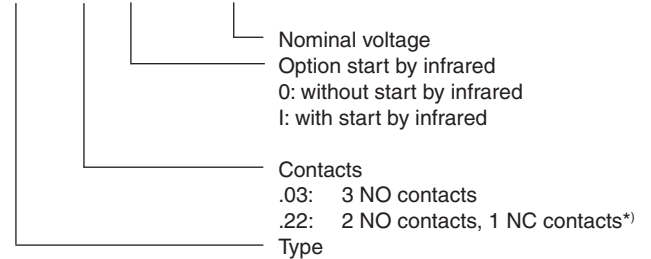 Nominal voltage
Option start by infrared
0: without start by infrared
I: with start by infrared
Contacts
.03: 3 NO contacts
.22: 2 NO contacts, 1 NC contacts*)
Type